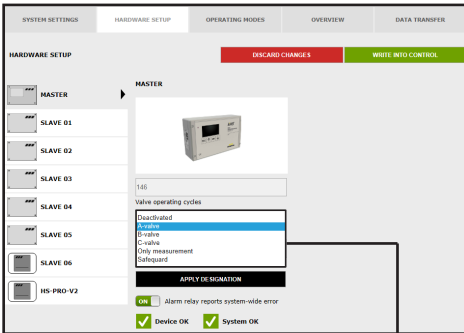 SYSTEM SETTINGS
HARDWARE SETUP
OPERATING MODES
OVERVIEW
DATA TRANSFER
HARDWARE SETUP
DISCARD CHANGES
WRITE INTO CONTROL
MASTER
SLAVE 01
SLAVE 02
SLAVE 03
SLAVE 04
SLAVE 05
SLAVE 06
HS-PRO-V2
MASTER
146
Valve operating cycles
Deactivated
A-valve
B-valve
C-valve
Only measurement
Safeguard
APPLY DESIGNATION
ON Alarm relay reports system-wide error
Device OK
System OK